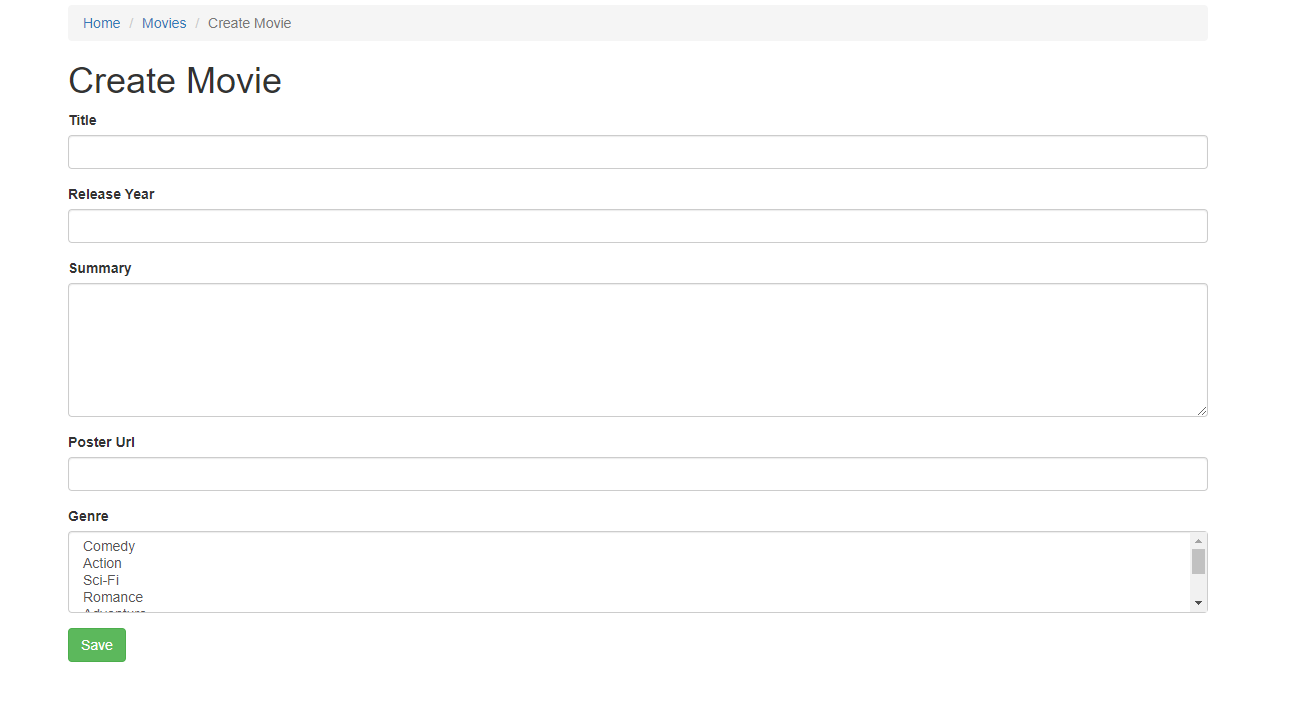 Home / Movies / Create Movie
Create Movie
Title
Release Year
Summary
Poster Url
Genre
Comedy
Action
Sci-Fi
Romance
Adventure
Save